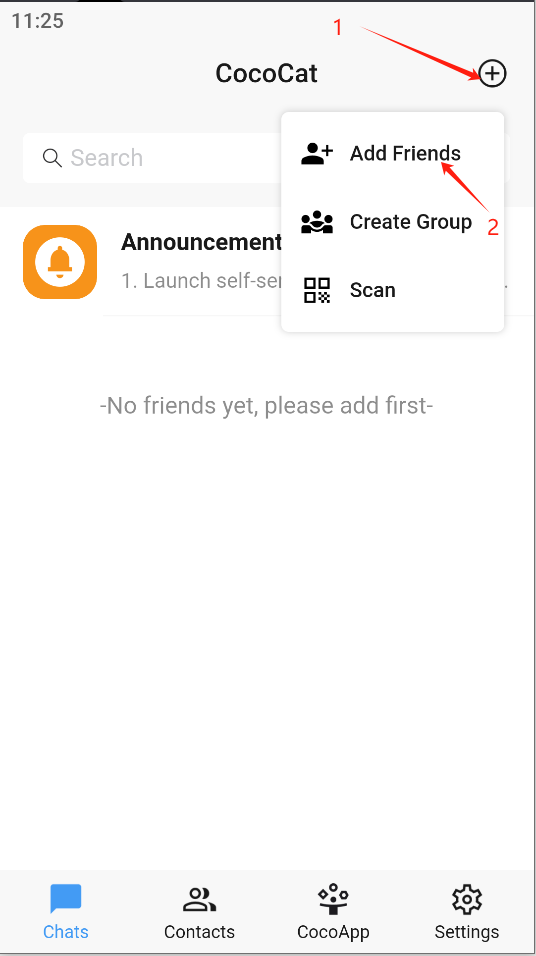 11:25
1
CocoCat
Search
Add Friends
2
Create Group
Announcement
1. Launch self-ser
.
Scan
-No friends yet, please add first-
Chats
Contacts
CocoApp
Settings